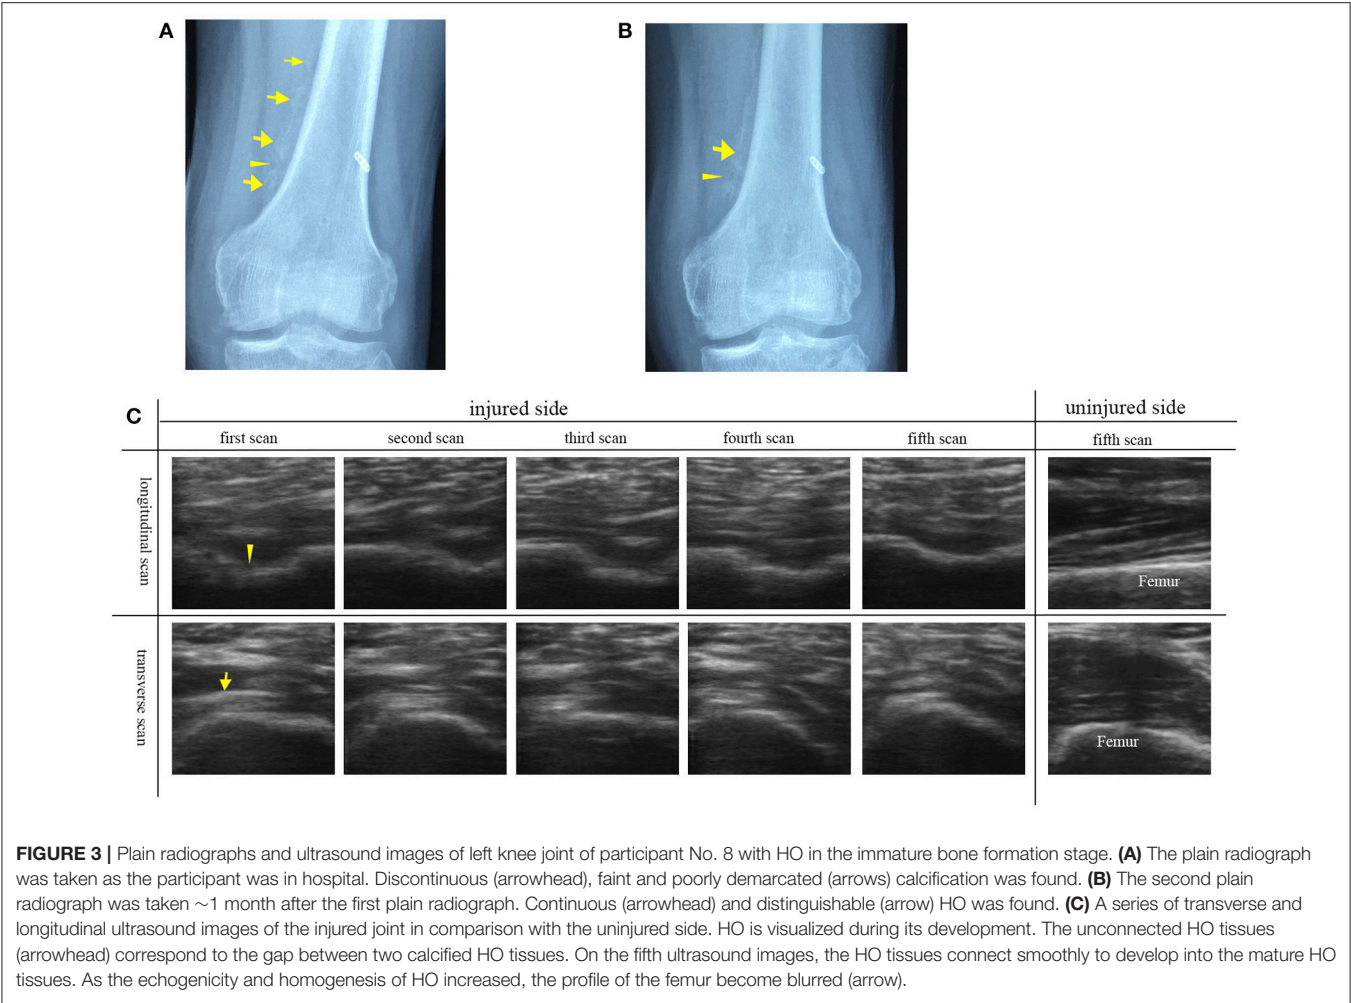 A
B
C
injured side
uninjured side
first scan
second scan
third scan
fourth scan
fifth scan
fifth scan
longitudinal scan
Femur
transverse scan
Femur
FIGURE 3 | Plain radiographs and ultrasound images of left knee joint of participant No. 8 with HO in the immature bone formation stage. (A) The plain radiograph
was taken as the participant was in hospital. Discontinuous (arrowhead), faint and poorly demarcated (arrows) calcification was found. (B) The second plain
radiograph was taken ∼1 month after the first plain radiograph. Continuous (arrowhead) and distinguishable (arrow) HO was found. (C) A series of transverse and
longitudinal ultrasound images of the injured joint in comparison with the uninjured side. HO is visualized during its development. The unconnected HO tissues
(arrowhead) correspond to the gap between two calcified HO tissues. On the fifth ultrasound images, the HO tissues connect smoothly to develop into the mature HO
tissues. As the echogenicity and homogenesis of HO increased, the profile of the femur become blurred (arrow).